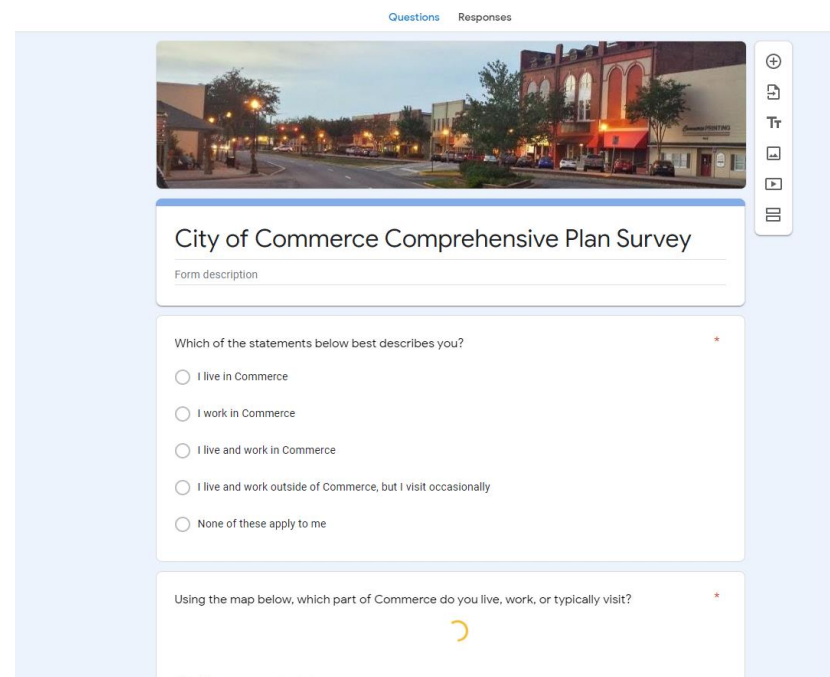 Questions Responses
Commerce PRINTING
Tт
City of Commerce Comprehensive Plan Survey
Form description
Which of the statements below best describes you? *
I live in Commerce
I work in Commerce
I live and work in Commerce
I live and work outside of Commerce, but I visit occasionally
None of these apply to me
Using the map below, which part of Commerce do you live, work, or typically visit? *